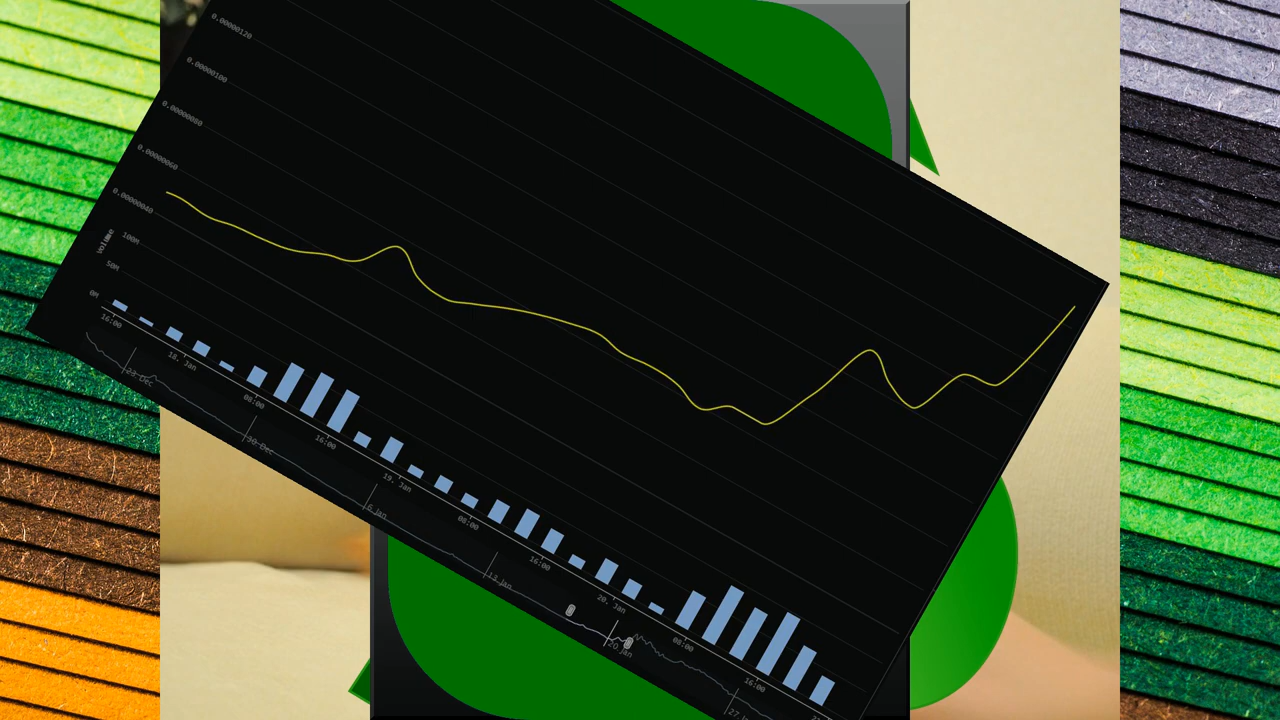 0.00000120
0.00000100
0.00000080
0.00000060
0.00000040
100M
50M
0M
Volume
16:00
18. Jan
08:00
16:00
19. Jan
08:00
16:00
20. Jan
08:00
16:00
23 Dec
30 Dec
6 Jan
13 Jan
20 Jan